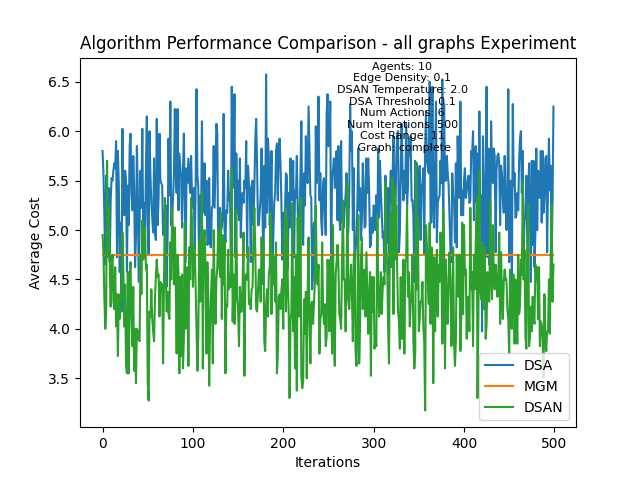 Algorithm Performance Comparison - all graphs Experiment
Agents: 10
Edge Density: 0.1
DSAN Temperature: 2.0
DSA Threshold: 0.1
Num Actions: 6
Num Iterations: 500
Cost Range: 11
Graph: complete
6.5
6.0
5.5
5.0
4.5
4.0
3.5
Average Cost
0
100
200
300
400
500
Iterations
DSA
MGM
DSAN